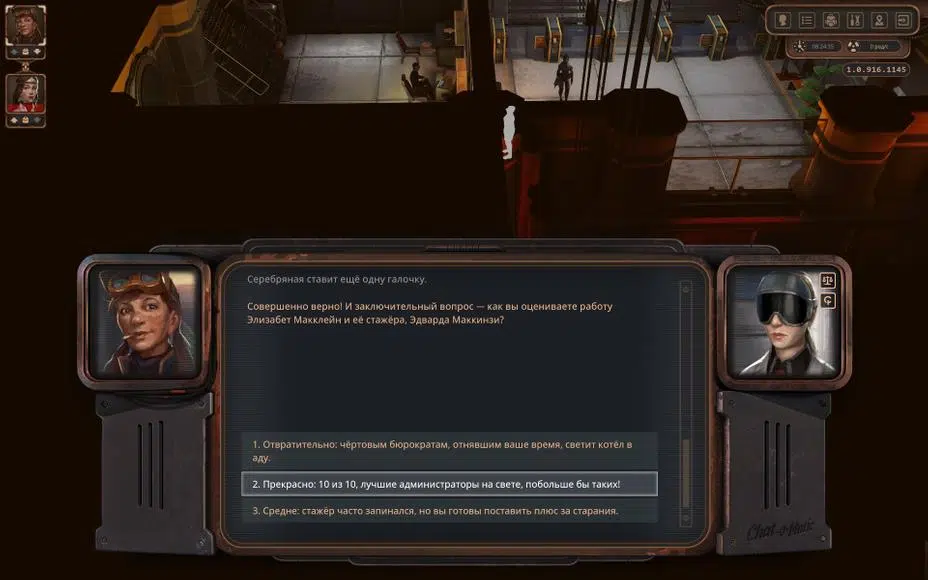 08:24:35
1.0.916.1145
Серебряная ставит ещё одну галочку.
Совершенно верно! И заключительный вопрос — как вы оцениваете работу
Элизабет Макклейн и её стажёра, Эдварда Маккинзи?
1. Отвратительно: чёртовым бюрократам, отнявшим ваше время, светит котёл в
аду.
2. Прекрасно: 10 из 10, лучшие администраторы на свете, побольше бы таких!
3. Средне: стажёр часто запинался, но вы готовы поставить плюс за старания.
Chat-o-Matic